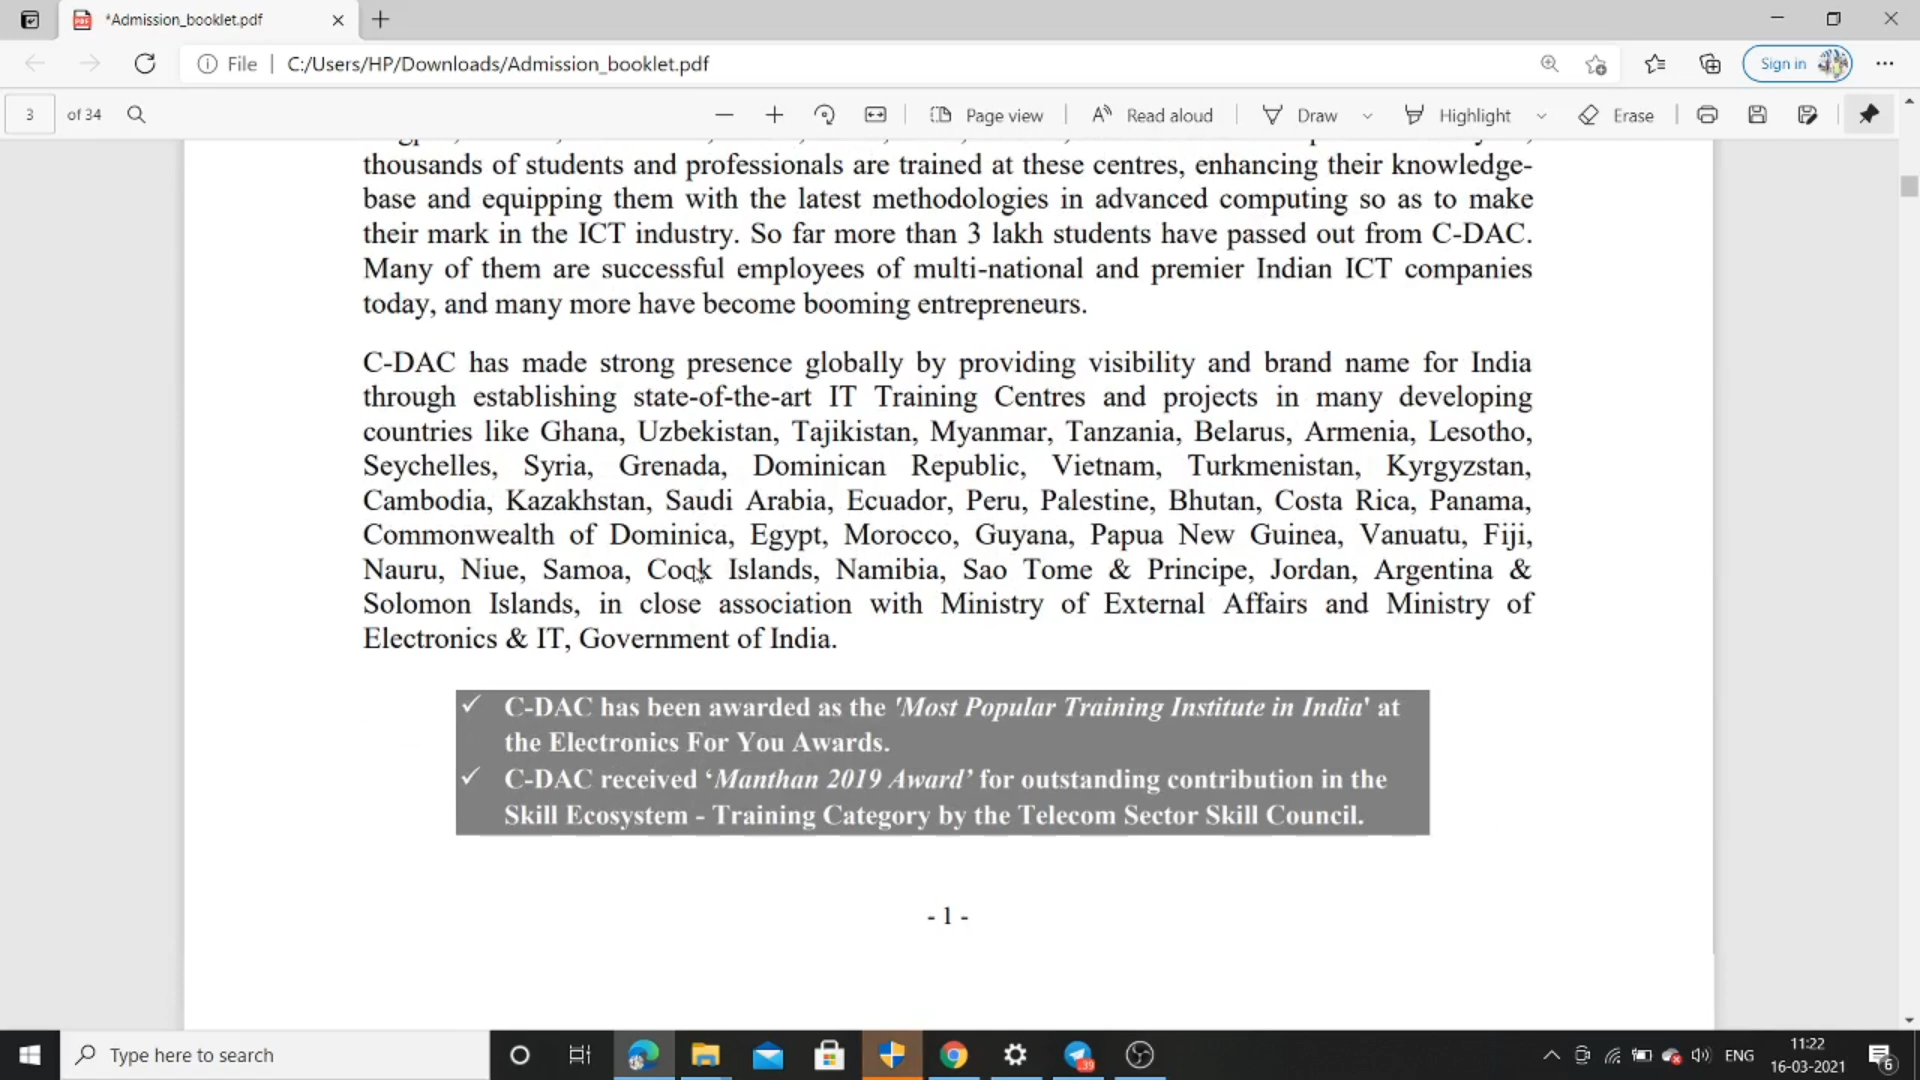 *Admission_booklet.pdf
File
C:/Users/HP/Downloads/Admission_booklet.pdf
Sign in
3 of 34
Page view
Read aloud
Draw
Highlight
Erase
thousands of students and professionals are trained at these centres, enhancing their knowledge-
base and equipping them with the latest methodologies in advanced computing so as to make
their mark in the ICT industry. So far more than 3 lakh students have passed out from C-DAC.
Many of them are successful employees of multi-national and premier Indian ICT companies
today, and many more have become booming entrepreneurs.
C-DAC has made strong presence globally by providing visibility and brand name for India
through establishing state-of-the-art IT Training Centres and projects in many developing
countries like Ghana, Uzbekistan, Tajikistan, Myanmar, Tanzania, Belarus, Armenia, Lesotho,
Seychelles, Syria, Grenada, Dominican Republic, Vietnam, Turkmenistan, Kyrgyzstan,
Cambodia, Kazakhstan, Saudi Arabia, Ecuador, Peru, Palestine, Bhutan, Costa Rica, Panama,
Commonwealth of Dominica, Egypt, Morocco, Guyana, Papua New Guinea, Vanuatu, Fiji,
Nauru, Niue, Samoa, Cook Islands, Namibia, Sao Tome & Principe, Jordan, Argentina &
Solomon Islands, in close association with Ministry of External Affairs and Ministry of
Electronics & IT, Government of India.
✓ C-DAC has been awarded as the 'Most Popular Training Institute in India' at
the Electronics For You Awards.
✓ C-DAC received ‘Manthan 2019 Award’ for outstanding contribution in the
Skill Ecosystem - Training Category by the Telecom Sector Skill Council.
- 1 -
Type here to search
39
ENG
11:22
16-03-2021
6